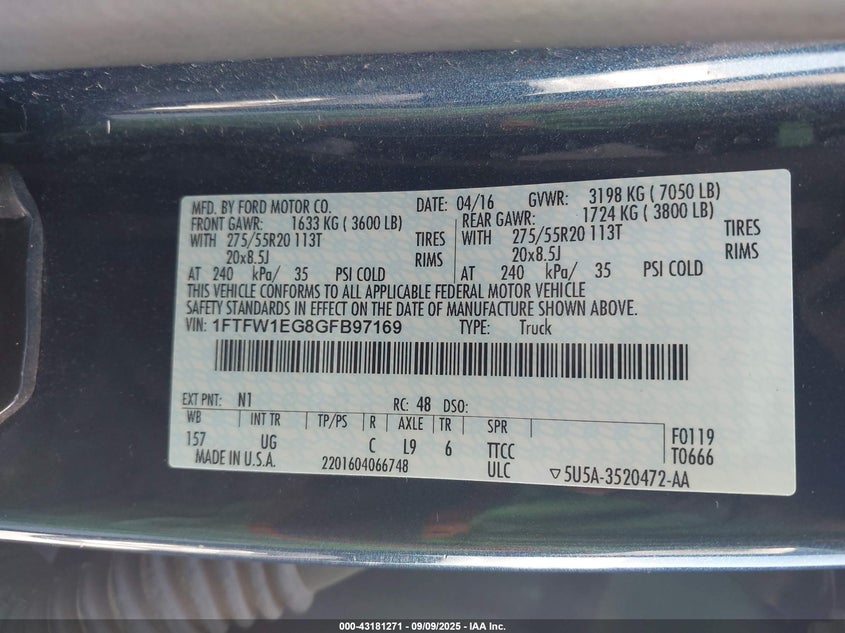 MFD. BY FORD MOTOR CO. DATE: 04/16 GVWR: 3198 KG ( 7050 LB)
FRONT GAWR: 1633 KG ( 3600 LB) REAR GAWR: 1724 KG ( 3800 LB)
WITH 275/55R20 113T TIRES WITH 275/55R20 113T TIRES
20x8.5J RIMS 20x8.5J RIMS
AT 240 kPa/ 35 PSI COLD AT 240 kPa/ 35 PSI COLD
THIS VEHICLE CONFORMS TO ALL APPLICABLE FEDERAL MOTOR VEHICLE
SAFETY STANDARDS IN EFFECT ON THE DATE OF MANUFACTURE SHOWN ABOVE.
VIN: 1FTFW1EG8GFB97169 TYPE: Truck
EXT PNT: N1 RC: 48 DSO:
WB INT TR TP/PS R AXLE TR SPR
157 UG C L9 6 TTCC F0119
ULC T0666
MADE IN U.S.A. 2201604066748 ▽5U5A-3520472-AA
000-43181271 | 09/09/2025 | IAA Inc.